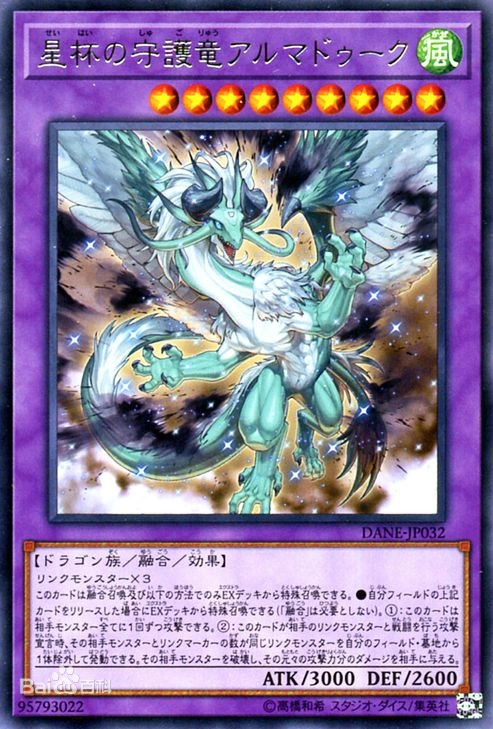 星杯の守護竜アルマドゥーク
風
DANE-JP032
【ドラゴン族／融合／効果】
リンクモンスター×3
このカードは融合召喚及び以下の方法でのみEXデッキから特殊召喚できる。●自分フィールドの上記
カードをリリースした場合にEXデッキから特殊召喚できる(「融合」は必要としない)。①：このカードは
相手モンスター全てに1回ずつ攻撃できる。②：このカードが相手のリンクモンスターと戦闘を行う攻撃
宣言時、その相手モンスターとリンクマーカーの数が同じリンクモンスターを自分のフィールド・墓地から
1体除外して発動できる。その相手モンスターを破壊し、その元々の攻撃力分のダメージを相手に与える。
ATK/3000 DEF/2600
Bai百科
95793022
©高橋和希 スタジオ・ダイス/集英社